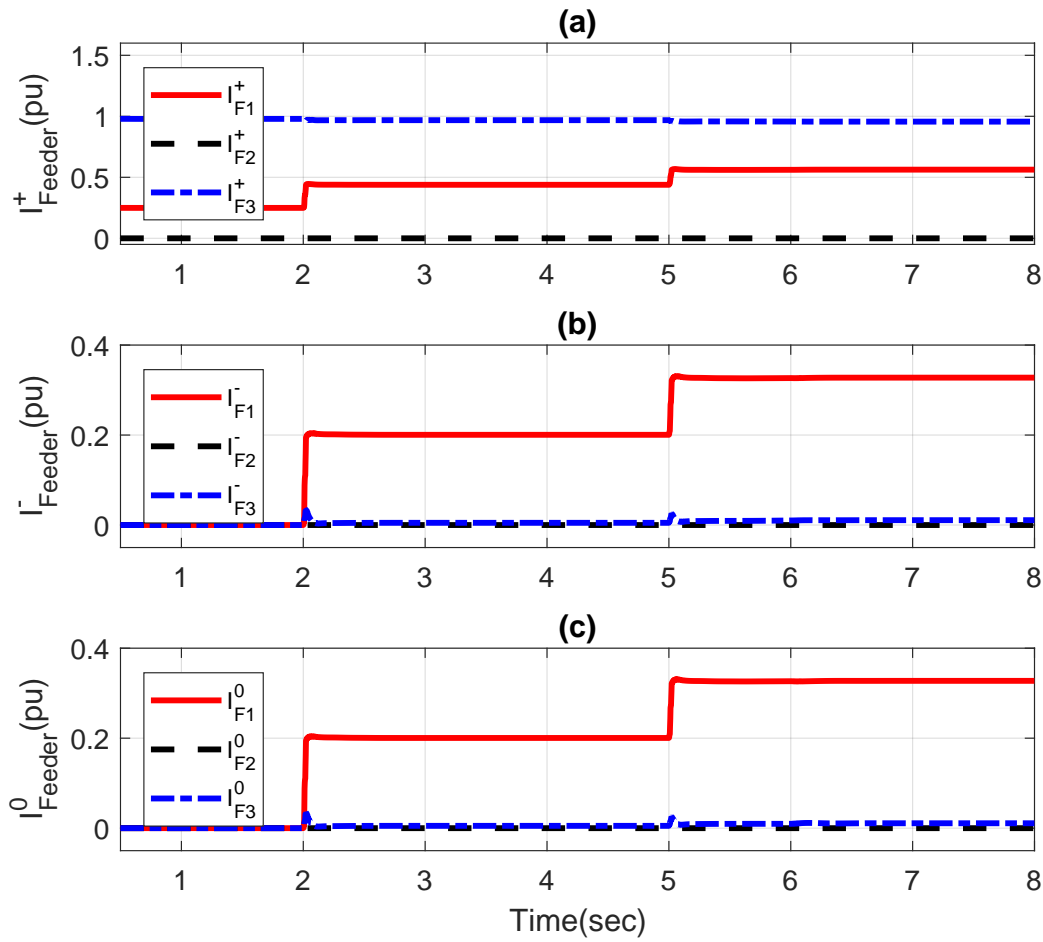 (a)
I⁺Feeder(pu)
1.5
1
0.5
0
I⁺F1
I⁺F2
I⁺F3
1 2 3 4 5 6 7 8
(b)
I⁻Feeder(pu)
0.4
0.2
0
I⁻F1
I⁻F2
I⁻F3
1 2 3 4 5 6 7 8
(c)
I⁰Feeder(pu)
0.4
0.2
0
I⁰F1
I⁰F2
I⁰F3
1 2 3 4 5 6 7 8
Time(sec)